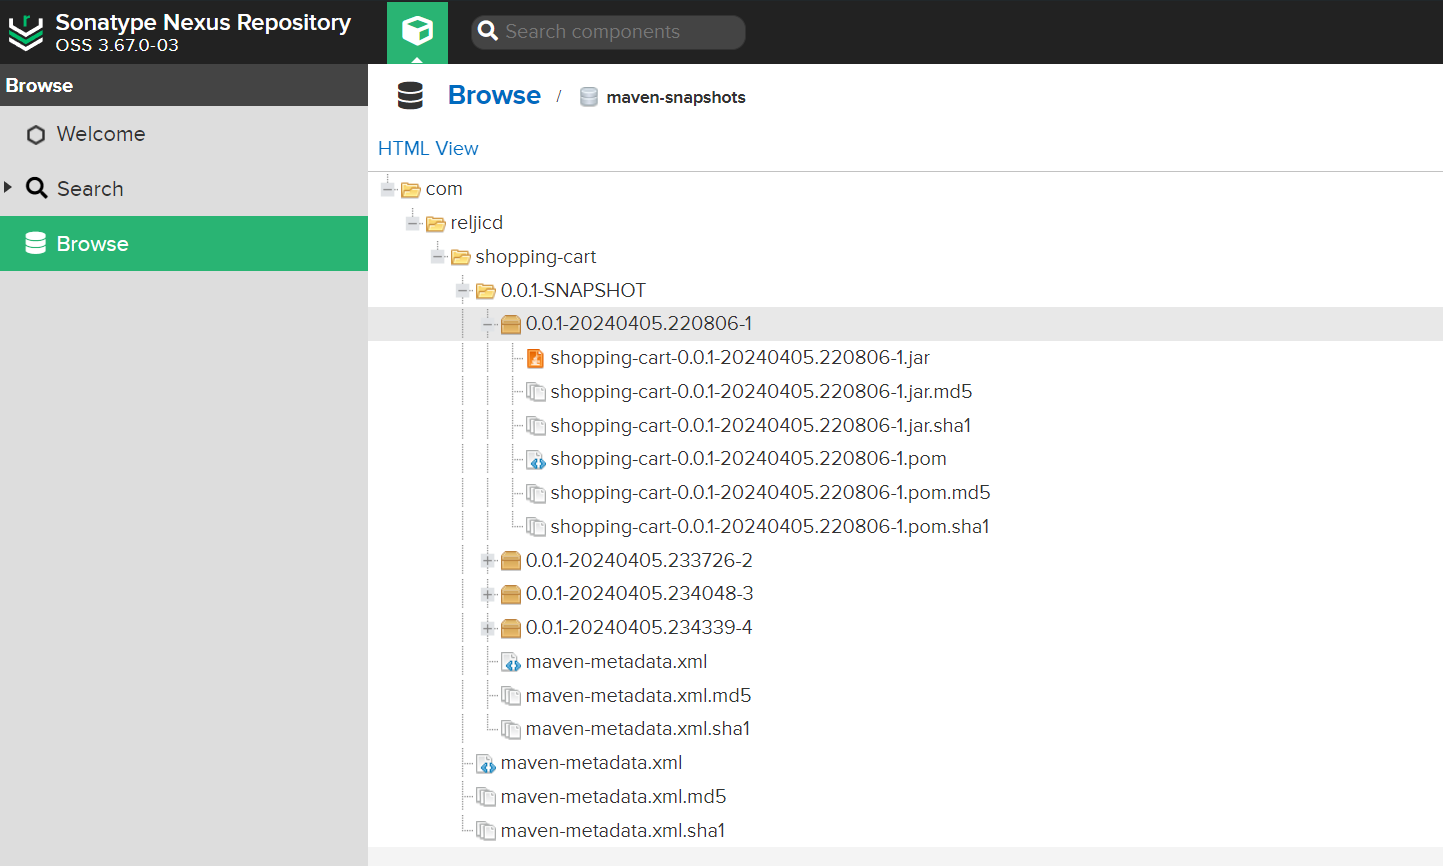 Sonatype Nexus Repository
OSS 3.67.0-03
Search components
Browse
Welcome
Search
Browse
Browse / maven-snapshots
HTML View
com
reljicd
shopping-cart
0.0.1-SNAPSHOT
0.0.1-20240405.220806-1
shopping-cart-0.0.1-20240405.220806-1.jar
shopping-cart-0.0.1-20240405.220806-1.jar.md5
shopping-cart-0.0.1-20240405.220806-1.jar.sha1
shopping-cart-0.0.1-20240405.220806-1.pom
shopping-cart-0.0.1-20240405.220806-1.pom.md5
shopping-cart-0.0.1-20240405.220806-1.pom.sha1
0.0.1-20240405.233726-2
0.0.1-20240405.234048-3
0.0.1-20240405.234339-4
maven-metadata.xml
maven-metadata.xml.md5
maven-metadata.xml.sha1
maven-metadata.xml
maven-metadata.xml.md5
maven-metadata.xml.sha1